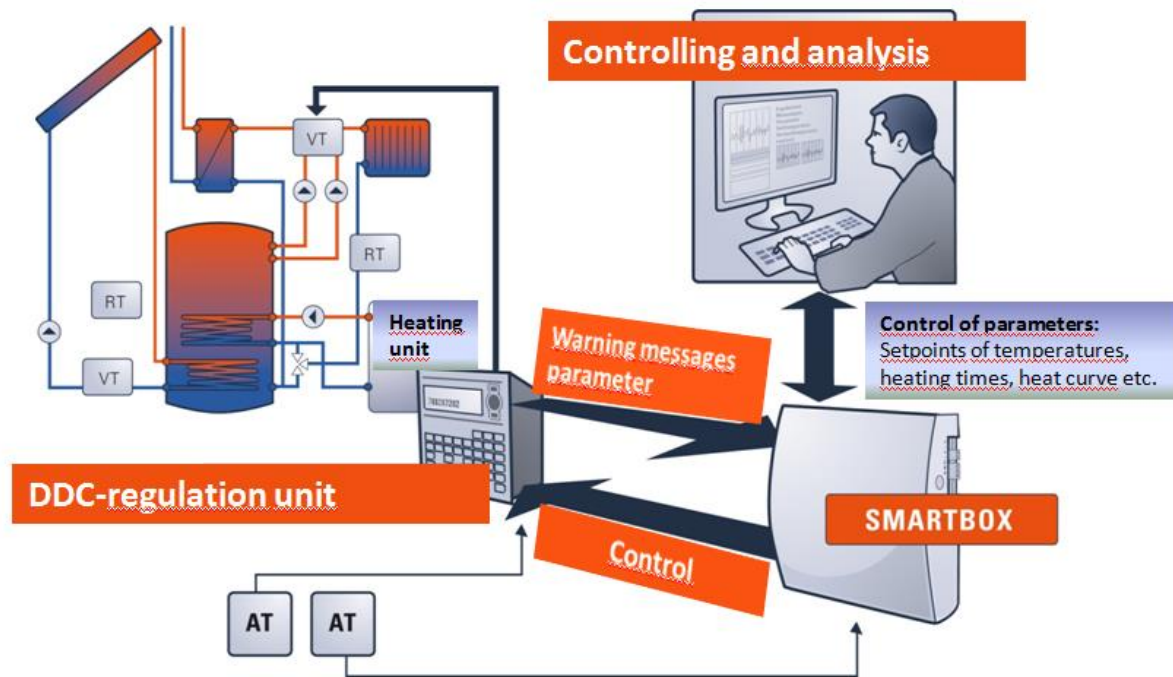 Controlling and analysis
VT
RT
RT
VT
Heating
unit
Warning messages
parameter
Control of parameters:
Setpoints of temperatures,
heating times, heat curve etc.
DDC-regulation unit
SMARTBOX
Control
AT
AT